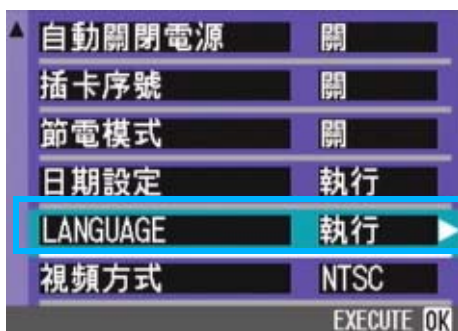 自動關閉電源 關
插卡序號 關
節電模式 關
日期設定 執行
LANGUAGE 執行
視頻方式 NTSC
EXECUTE OK